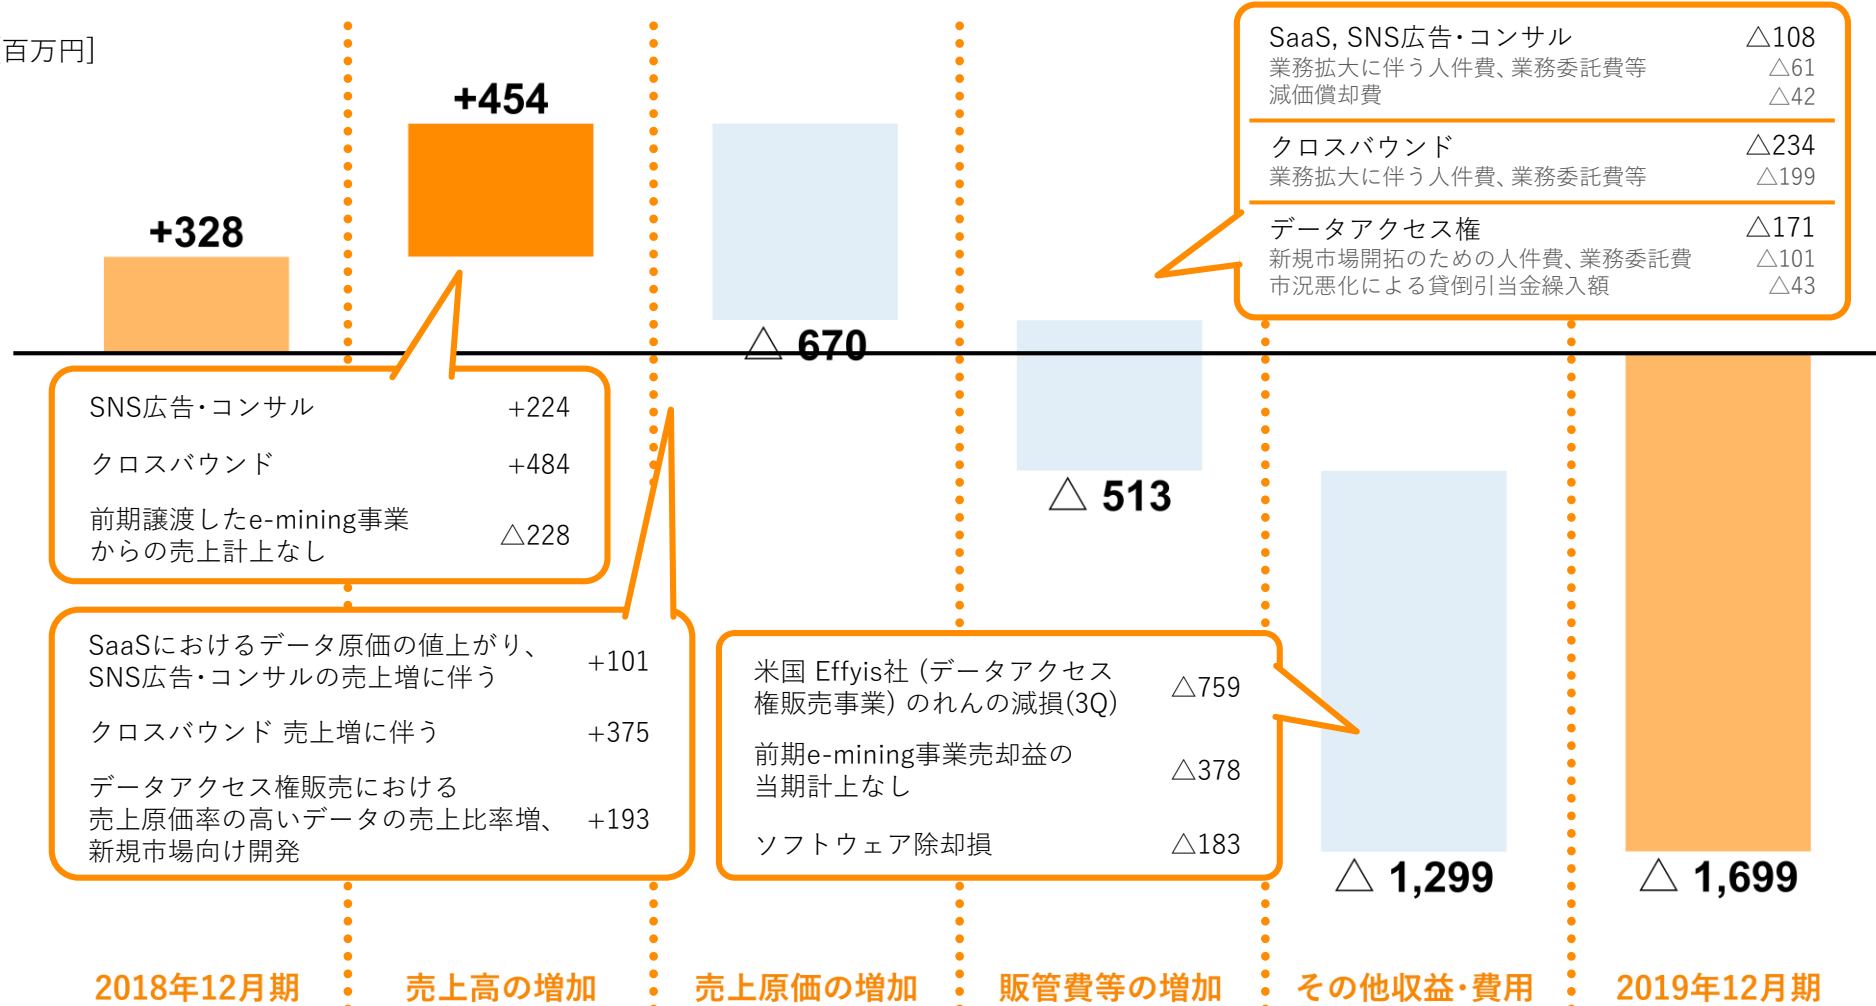 [百万円]
+328
+454
△ 670
△ 513
△ 1,299
△ 1,699
SaaS, SNS広告・コンサル △108
業務拡大に伴う人件費、業務委託費等 △61
減価償却費 △42
クロスバウンド △234
業務拡大に伴う人件費、業務委託費等 △199
データアクセス権 △171
新規市場開拓のための人件費、業務委託費 △101
市況悪化による貸倒引当金繰入額 △43
SNS広告・コンサル +224
クロスバウンド +484
前期譲渡したe-mining事業
からの売上計上なし △228
SaaSにおけるデータ原価の値上がり、
SNS広告・コンサルの売上増に伴う +101
クロスバウンド 売上増に伴う +375
データアクセス権販売における
売上原価率の高いデータの売上比率増、 +193
新規市場向け開発
米国 Effyis社 (データアクセス
権販売事業) のれんの減損(3Q) △759
前期e-mining事業売却益の
当期計上なし △378
ソフトウェア除却損 △183
2018年12月期 売上高の増加 売上原価の増加 販管費等の増加 その他収益・費用 2019年12月期